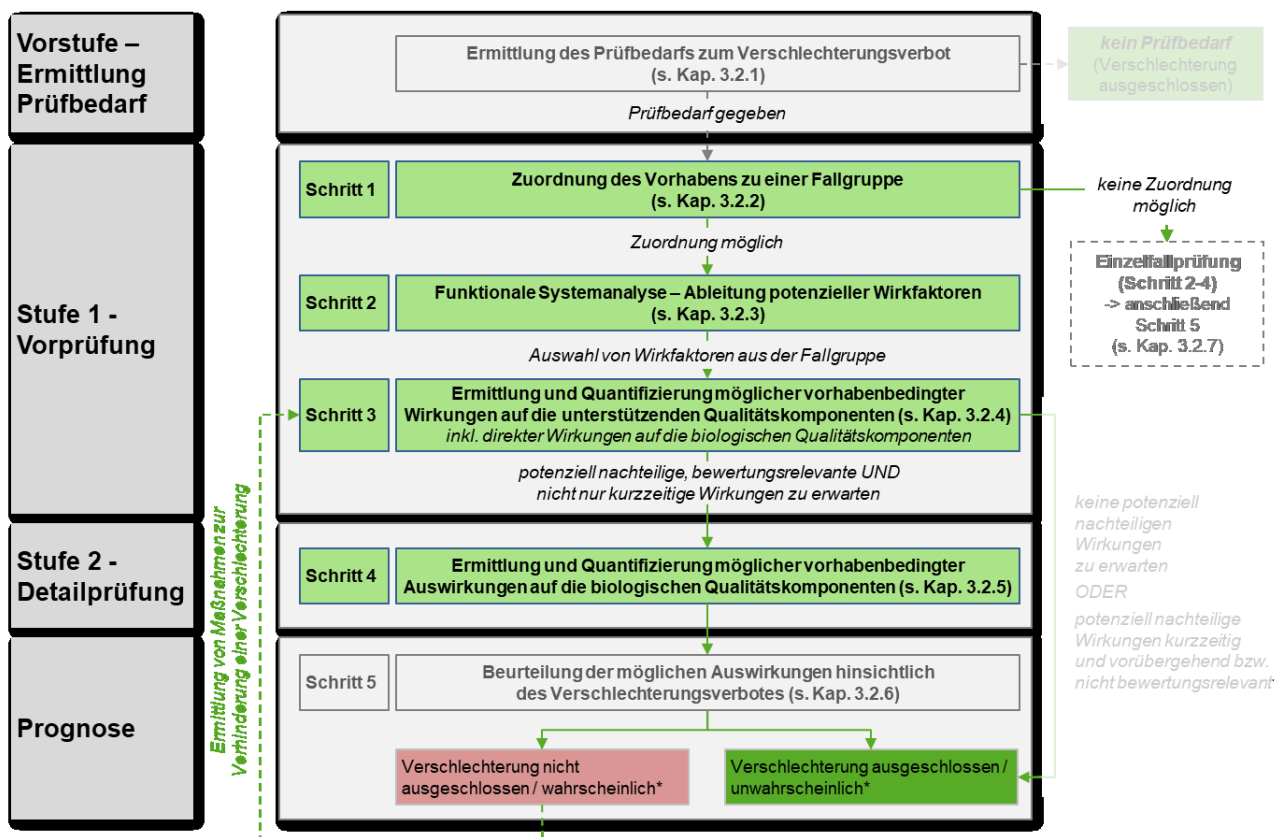 Vorstufe –
Ermittlung
Prüfbedarf
Ermittlung des Prüfbedarfs zum Verschlechterungsverbot
(s. Kap. 3.2.1)
kein Prüfbedarf
(Verschlechterung
ausgeschlossen)
Prüfbedarf gegeben
Stufe 1 -
Vorprüfung
Schritt 1
Zuordnung des Vorhabens zu einer Fallgruppe
(s. Kap. 3.2.2)
keine Zuordnung
möglich
Zuordnung möglich
Einzelfallprüfung
(Schritt 2-4)
-> anschließend
Schritt 5
(s. Kap. 3.2.7)
Schritt 2
Funktionale Systemanalyse – Ableitung potenzieller Wirkfaktoren
(s. Kap. 3.2.3)
Auswahl von Wirkfaktoren aus der Fallgruppe
Schritt 3
Ermittlung und Quantifizierung möglicher vorhabenbedingter
Wirkungen auf die unterstützenden Qualitätskomponenten (s. Kap. 3.2.4)
inkl. direkter Wirkungen auf die biologischen Qualitätskomponenten
potenziell nachteilige, bewertungsrelevante UND
nicht nur kurzzeitige Wirkungen zu erwarten
keine potenziell
nachteiligen
Wirkungen
zu erwarten
ODER
potenziell nachteilige
Wirkungen kurzzeitig
und vorübergehend bzw.
nicht bewertungsrelevant*
Ermittlung von Maßnahmen zur
Verhinderung einer Verschlechterung
Stufe 2 -
Detailprüfung
Schritt 4
Ermittlung und Quantifizierung möglicher vorhabenbedingter
Auswirkungen auf die biologischen Qualitätskomponenten (s. Kap. 3.2.5)
Prognose
Schritt 5
Beurteilung der möglichen Auswirkungen hinsichtlich
des Verschlechterungsverbotes (s. Kap. 3.2.6)
Verschlechterung nicht
ausgeschlossen / wahrscheinlich*
Verschlechterung ausgeschlossen /
unwahrscheinlich*